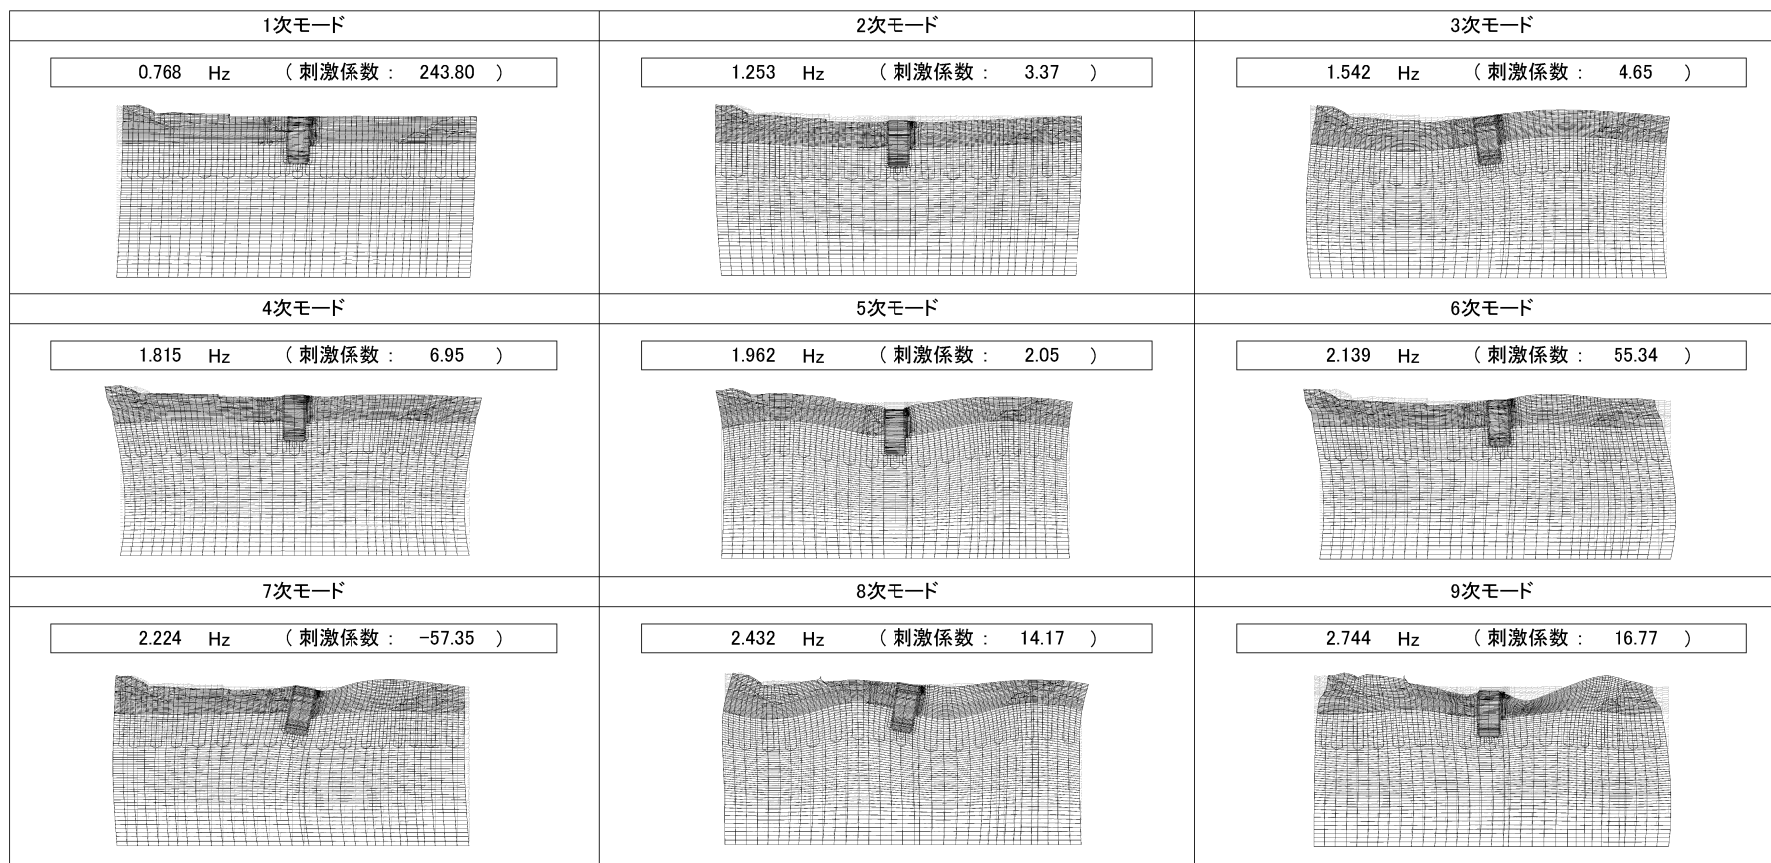 1次モード
2次モード
3次モード
0.768 Hz （刺激係数： 243.80 ）
1.253 Hz （刺激係数： 3.37 ）
1.542 Hz （刺激係数： 4.65 ）
4次モード
5次モード
6次モード
1.815 Hz （刺激係数： 6.95 ）
1.962 Hz （刺激係数： 2.05 ）
2.139 Hz （刺激係数： 55.34 ）
7次モード
8次モード
9次モード
2.224 Hz （刺激係数： -57.35 ）
2.432 Hz （刺激係数： 14.17 ）
2.744 Hz （刺激係数： 16.77 ）